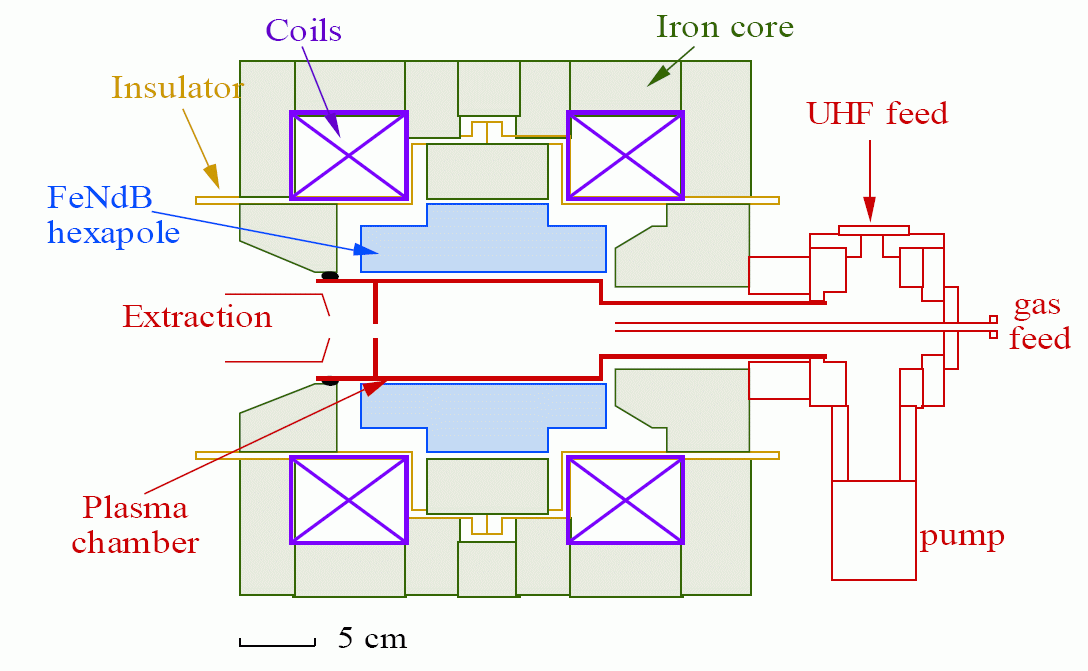 Coils
Iron core
Insulator
UHF feed
FeNdB
hexapole
Extraction
gas
feed
Plasma
chamber
pump
5 cm